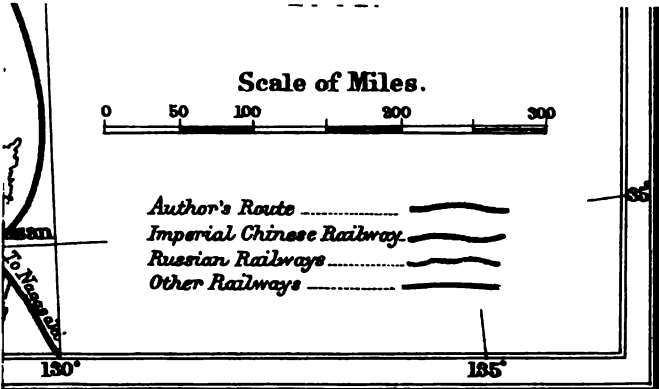 Scale of Miles.
0 50 100 200 300
Author's Route
35°
Imperial Chinese Railway
Russian Railways
Other Railways
To Nagasaki
130° 135°